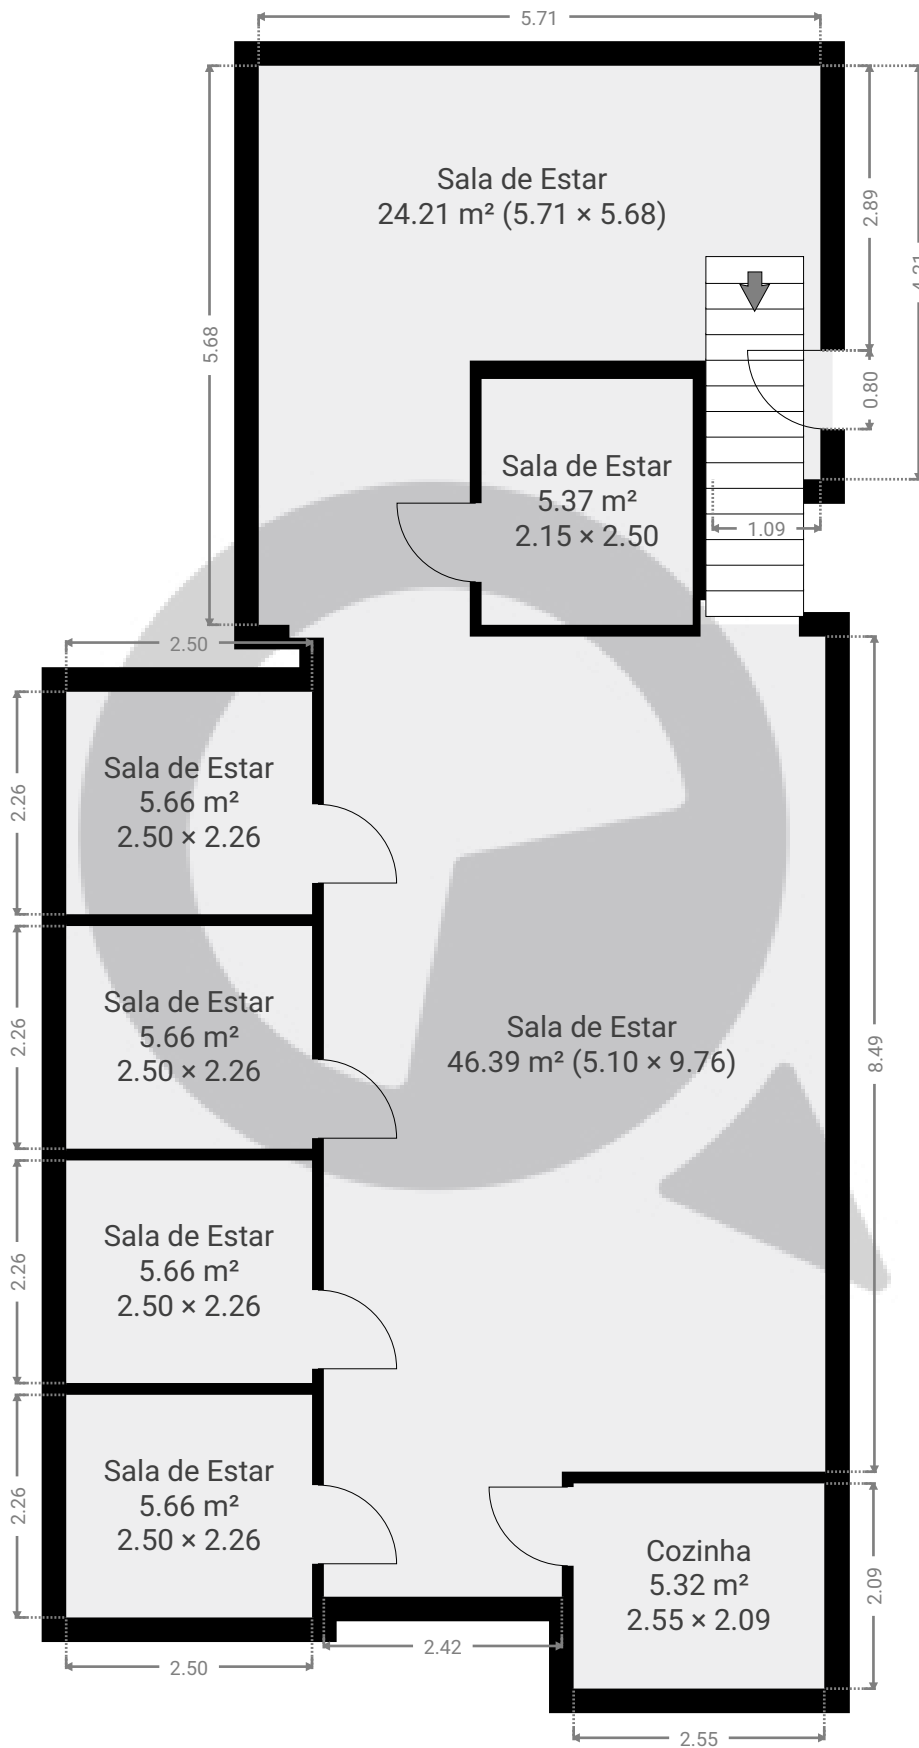 5.71
Sala de Estar
24.21 m² (5.71 × 5.68)
2.89
4.21
5.68
0.80
Sala de Estar
5.37 m²
2.15 × 2.50
1.09
2.50
Sala de Estar
5.66 m²
2.50 × 2.26
2.26
Sala de Estar
5.66 m²
2.50 × 2.26
2.26
Sala de Estar
46.39 m² (5.10 × 9.76)
8.49
Sala de Estar
5.66 m²
2.50 × 2.26
2.26
Sala de Estar
5.66 m²
2.50 × 2.26
2.26
Cozinha
5.32 m²
2.55 × 2.09
2.09
2.42
2.50
2.55